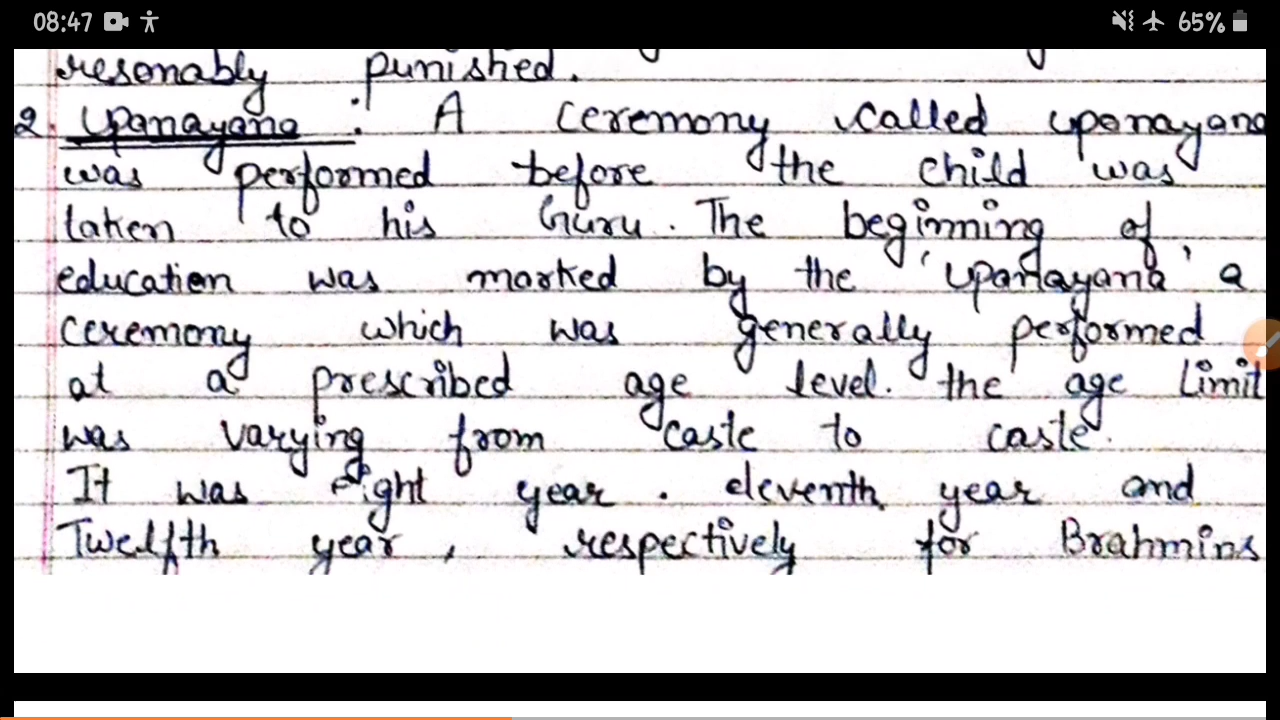 08:47 65%
resonably punished.
2. Upanayana : A ceremony called upanayana
was performed before the child was
taken to his Guru. The beginning of
education was marked by the 'upanayana' a
ceremony which was generally performed
at a prescribed age level. the age limit
was varying from caste to caste.
It was Eight year. eleventh year and
Twelfth year, respectively for Brahmins